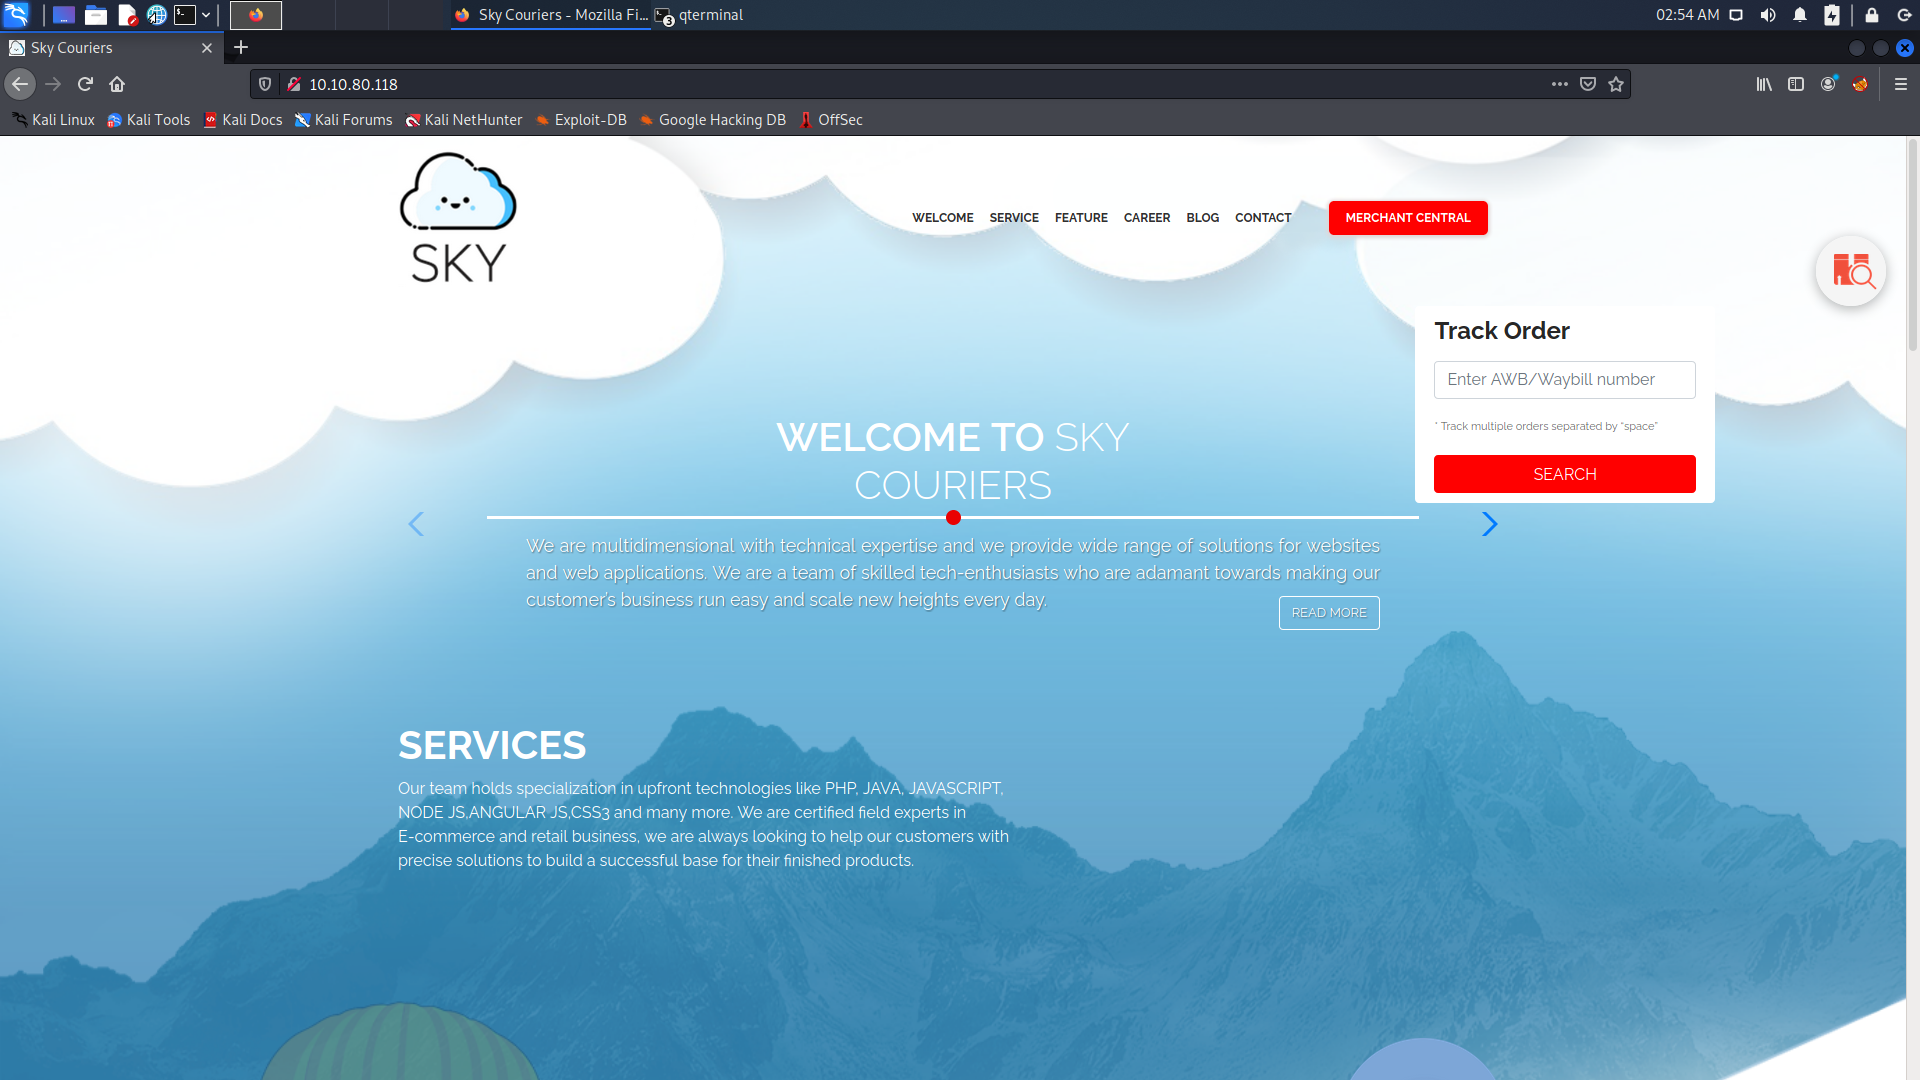 02:54 AM
Sky Couriers - Mozilla Fi...
3
qterminal
Sky Couriers
10.10.80.118
Kali Linux
Kali Tools
Kali Docs
Kali Forums
Kali NetHunter
Exploit-DB
Google Hacking DB
OffSec
SKY
WELCOME
SERVICE
FEATURE
CAREER
BLOG
CONTACT
MERCHANT CENTRAL
Track Order
Enter AWB/Waybill number
* Track multiple orders separated by “space”
SEARCH
WELCOME TO SKY
COURIERS
We are multidimensional with technical expertise and we provide wide range of solutions for websites
and web applications. We are a team of skilled tech-enthusiasts who are adamant towards making our
customer’s business run easy and scale new heights every day.
READ MORE
SERVICES
Our team holds specialization in upfront technologies like PHP, JAVA, JAVASCRIPT,
NODE JS,ANGULAR JS,CSS3 and many more. We are certified field experts in
E-commerce and retail business, we are always looking to help our customers with
precise solutions to build a successful base for their finished products.